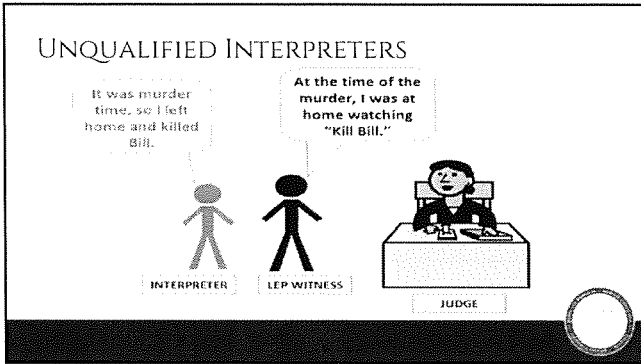 UNQUALIFIED INTERPRETERS
It was murder
time, so I left
home and killed
Bill.
At the time of the
murder, I was at
home watching
"Kill Bill."
INTERPRETER
LEP WITNESS
JUDGE